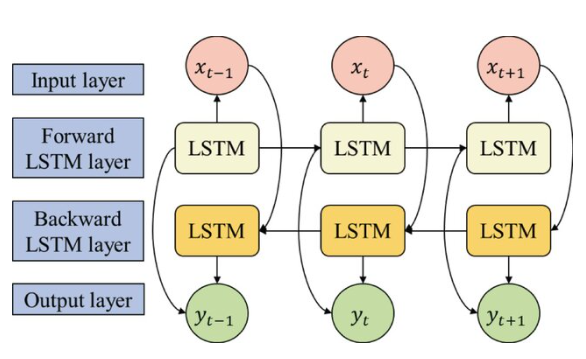 Input layer
x_{t−1}
x_t
x_{t+1}
Forward
LSTM layer
LSTM
LSTM
LSTM
Backward
LSTM layer
LSTM
LSTM
LSTM
Output layer
y_{t−1}
y_t
y_{t+1}